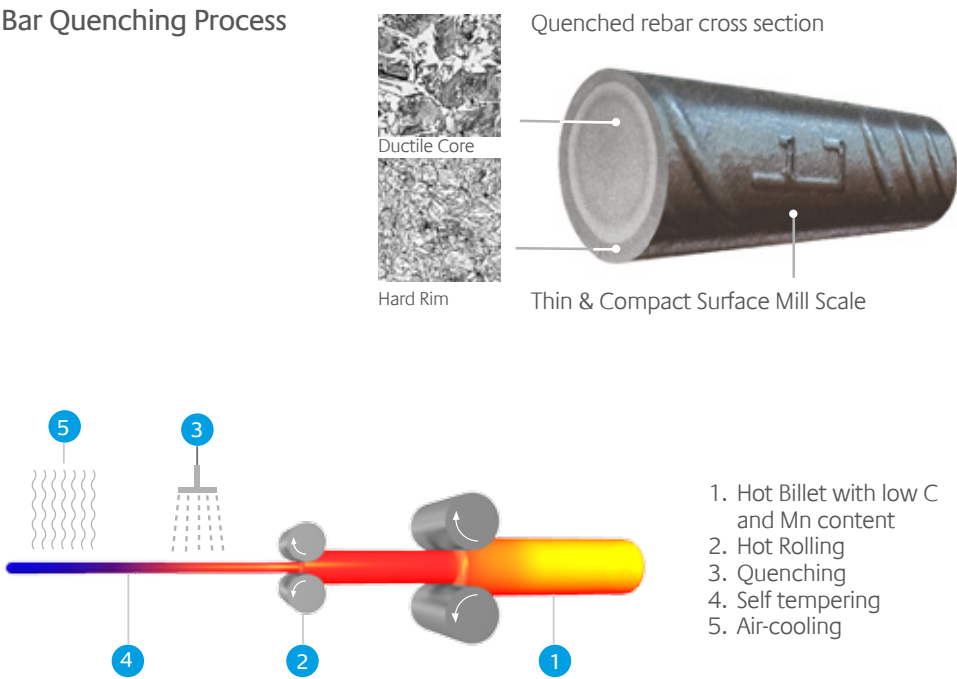 Bar Quenching Process
Quenched rebar cross section
Ductile Core
Hard Rim
Thin & Compact Surface Mill Scale
5
3
4
2
1
1. Hot Billet with low C
and Mn content
2. Hot Rolling
3. Quenching
4. Self tempering
5. Air-cooling